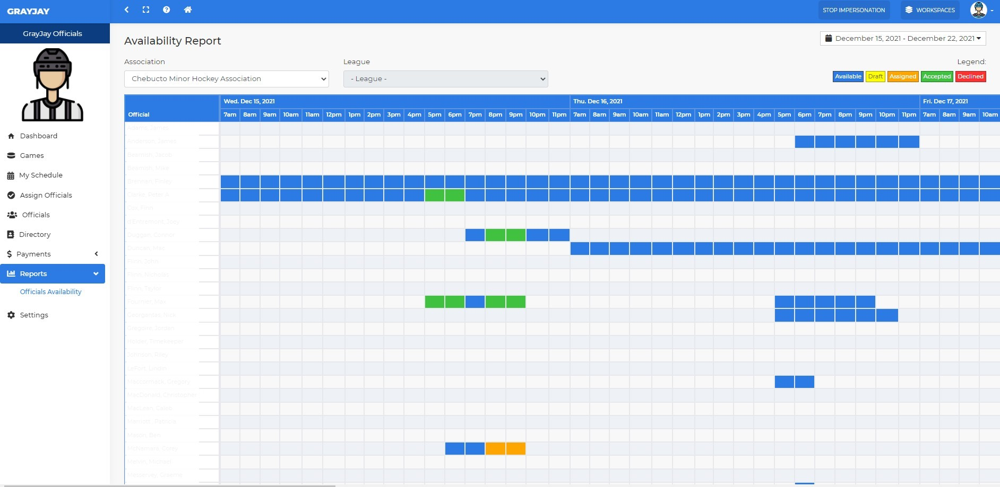 GRAYJAY
STOP IMPERSONATION WORKSPACES
GrayJay Officials
Availability Report
December 15, 2021 - December 22, 2021
Association League Legend:
Chebucto Minor Hockey Association - League - Available Draft Assigned Accepted Declined
Wed. Dec 15, 2021 Thu. Dec 16, 2021 Fri. Dec 17, 2021
Official 7am 8am 9am 10am 11am 12pm 1pm 2pm 3pm 4pm 5pm 6pm 7pm 8pm 9pm 10pm 11pm 7am 8am 9am 10am 11am 12pm 1pm 2pm 3pm 4pm 5pm 6pm 7pm 8pm 9pm 10pm 11pm 7am 8am 9am 10am
Adams, James
Anderson, James
Beamish, Jacob
Beamish, Mike
Brennan, Finley
Clarke, Peter A
Cox, Finn
d'Entremont, Joey
Duggan, Connor
Duncan, Mac
Flinn, John
Flinn, Nicholas
Flinn, Taylor
Fournier, Max
Georgantas, Nick
Gregoire, Jordan
Holder, Timekeeper
Johnson, Riley
LeFort,
Maccormack, Gregory
MacDonald, Christopher
MacLean, Caleb
Marriott, Patricia
Mason, Ben
McNamara, Corey
Melvin, Michael
Messervey, Graeme
Dashboard
Games
My Schedule
Assign Officials
Officials
Directory
Payments
Reports
Officials Availability
Settings